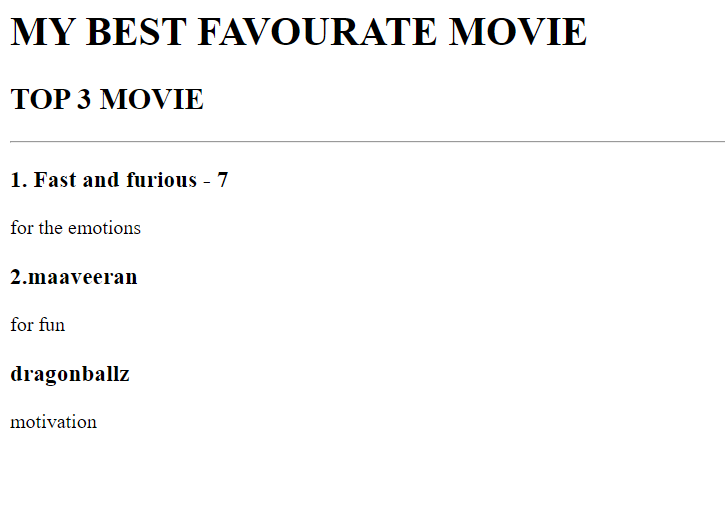 MY BEST FAVOURATE MOVIE
TOP 3 MOVIE
1. Fast and furious - 7
for the emotions
2.maaveeran
for fun
dragonballz
motivation